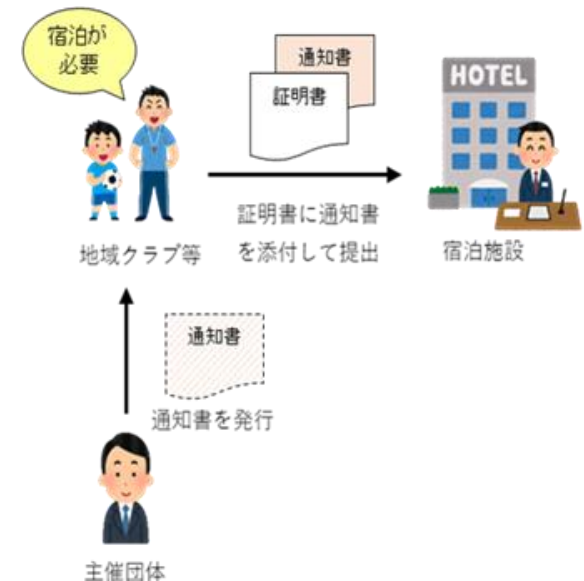 宿泊が
必要
通知書
証明書
HOTEL
証明書に通知書
を添付して提出
地域クラブ等
宿泊施設
通知書
通知書を発行
主催団体